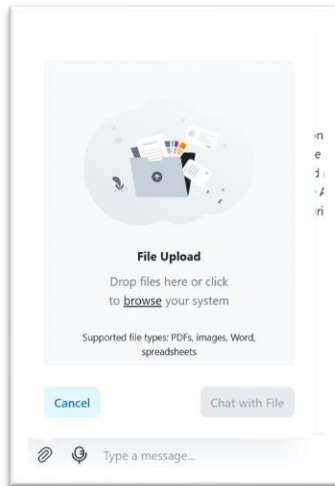 File Upload
Drop files here or click
to browse your system
Supported file types: PDFs, images, Word,
spreadsheets
Cancel
Chat with File
Type a message...